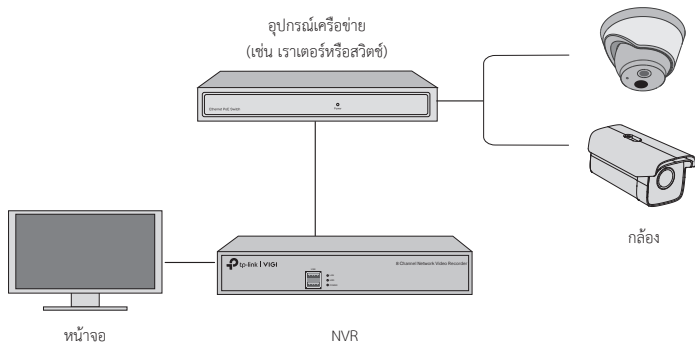 อุปกรณ์เครือข่าย
(เช่น เราเตอร์หรือสวิตช์)
Ethernet PoE Switch
Power
กล้อง
tp-link | VIGI
8 Channel Network Video Recorder
หน้าจอ
NVR